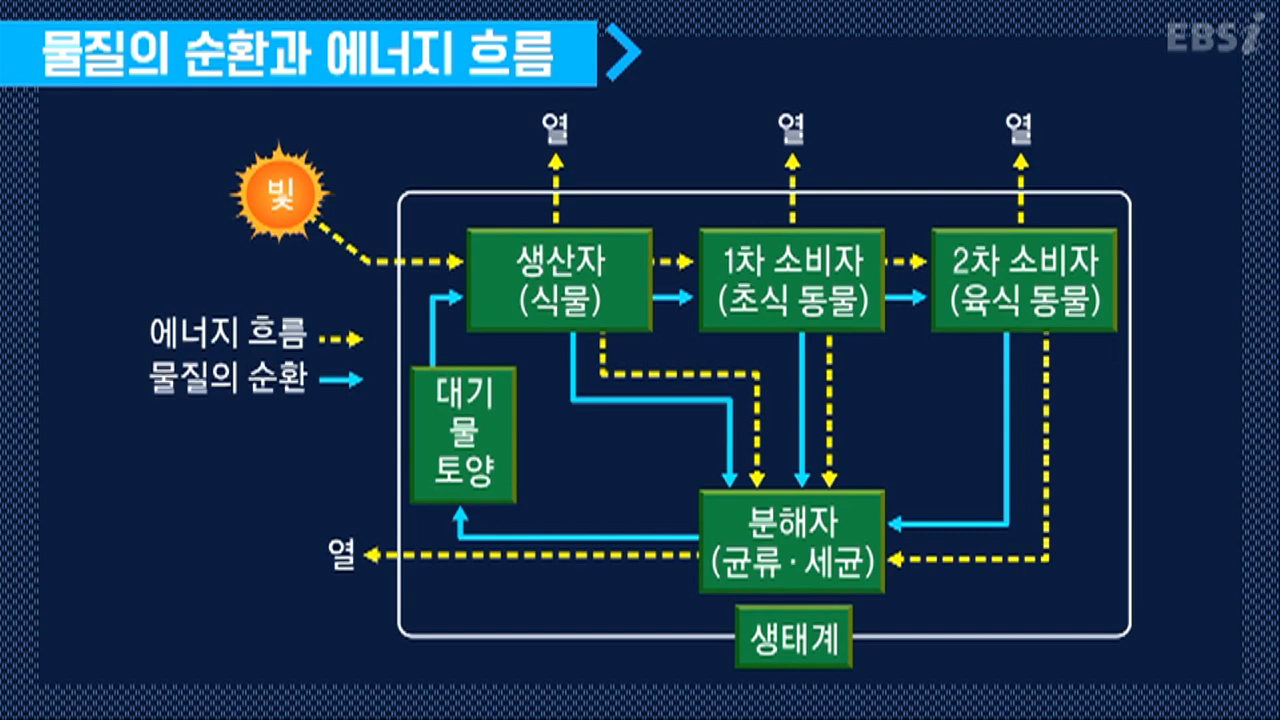 물질의 순환과 에너지 흐름
EBSi
열
열
열
빛
생산자
(식물)
1차 소비자
(초식 동물)
2차 소비자
(육식 동물)
에너지 흐름
물질의 순환
대기
물
토양
분해자
(균류·세균)
열
생태계